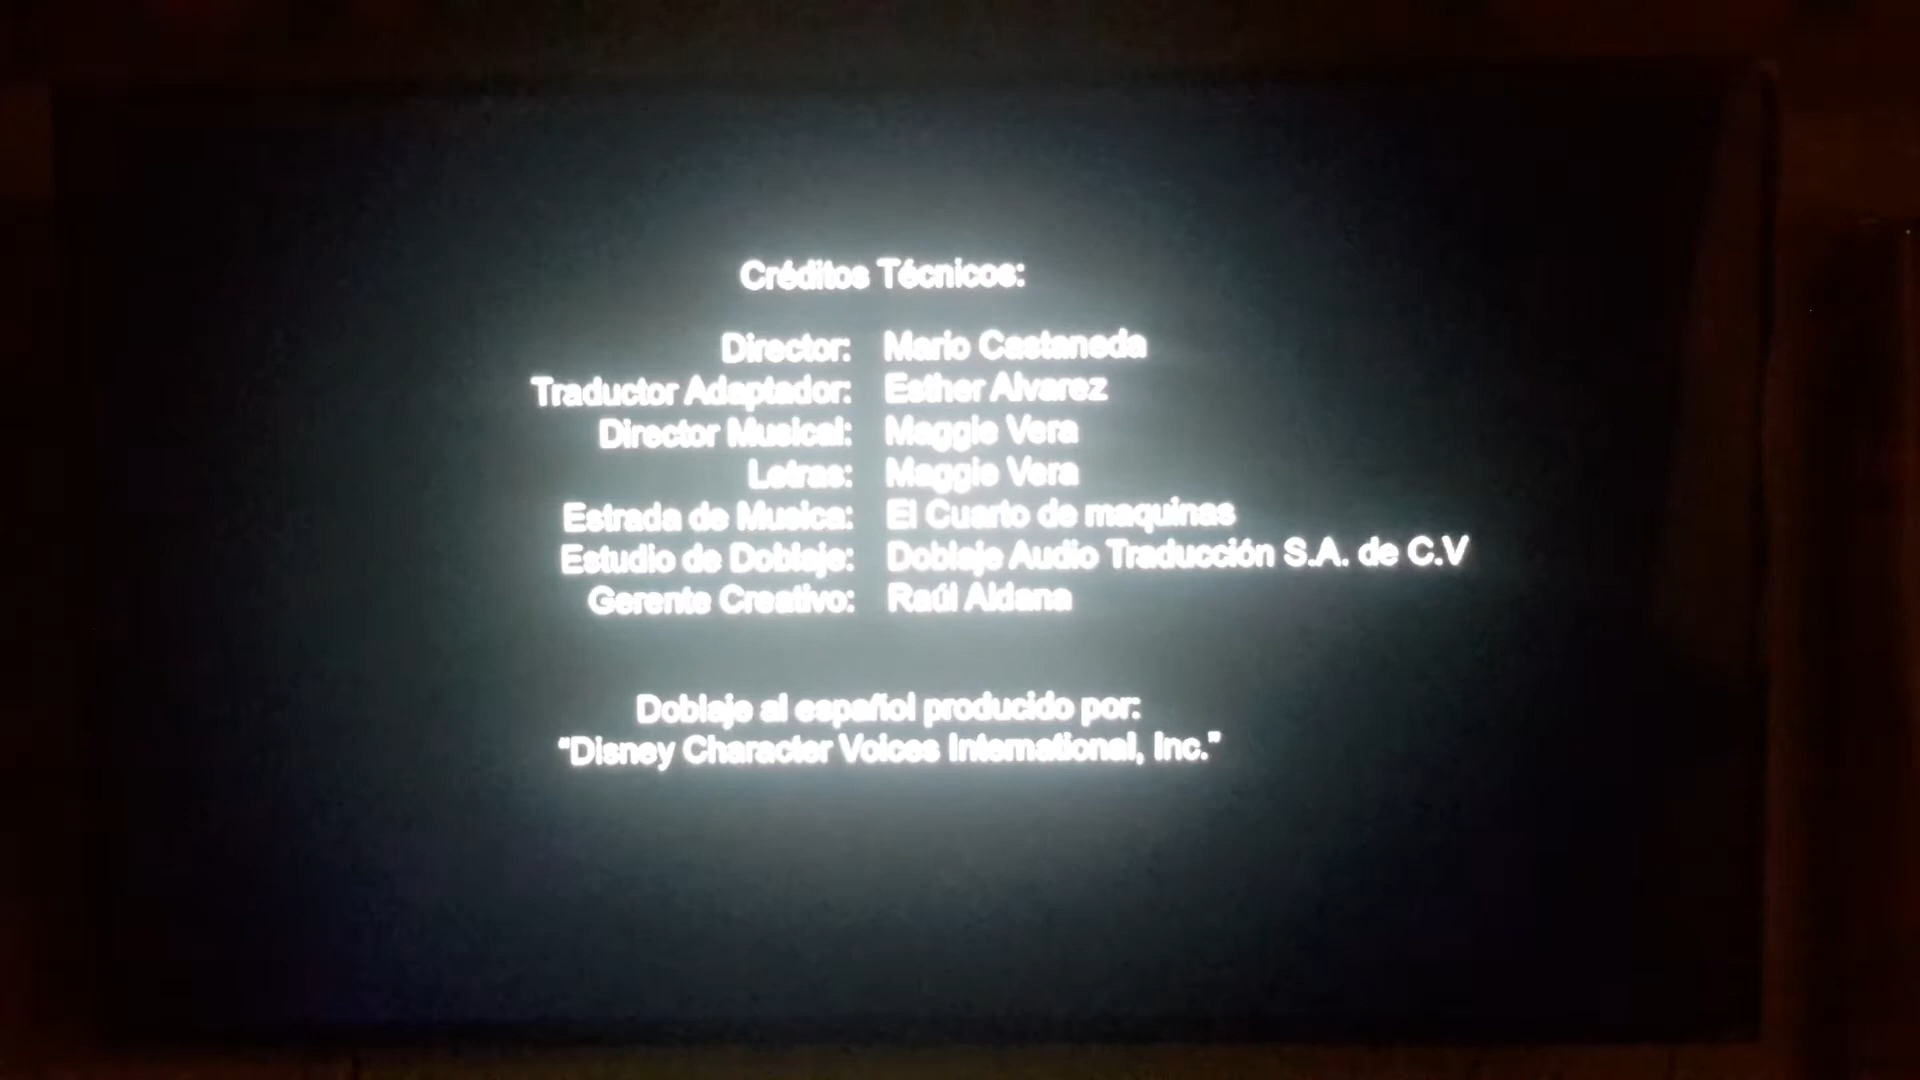 Créditos Técnicos:
Director: Mario Castaneda
Traductor Adaptador: Esther Alvarez
Director Musical: Maggie Vera
Letras: Maggie Vera
Estrada de Musica: El Cuarto de maquinas
Estudio de Doblaje: Doblaje Audio Traducción S.A. de C.V
Gerente Creativo: Raúl Aldana
Doblaje al español producido por:
“Disney Character Voices International, Inc.”